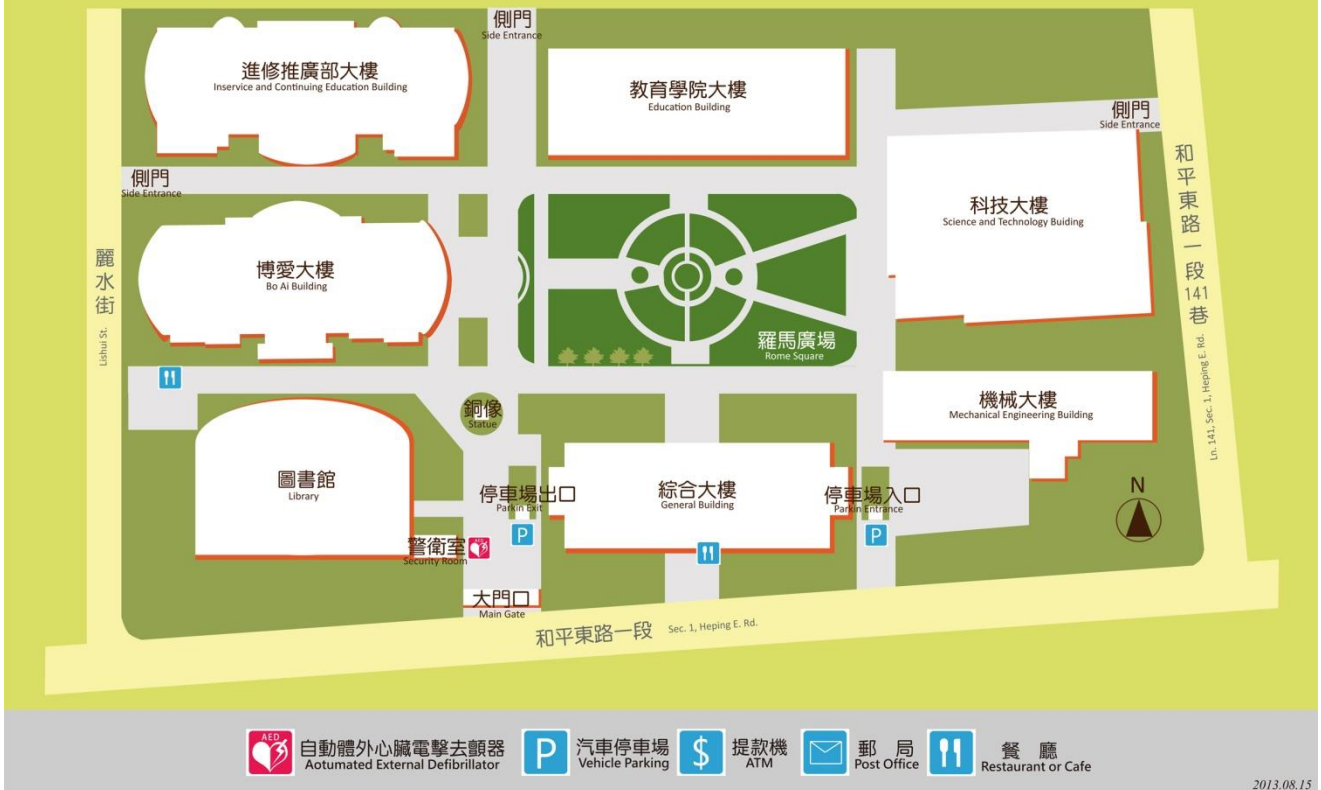 側門
Side Entrance
進修推廣部大樓
Inservice and Continuing Education Building
教育學院大樓
Education Building
側門
Side Entrance
側門
Side Entrance
科技大樓
Science and Technology Buiding
和平東路一段141巷
Ln. 141, Sec. 1, Heping E. Rd.
麗水街
Lishui St.
博愛大樓
Bo Ai Building
羅馬廣場
Rome Square
機械大樓
Mechanical Engineering Building
銅像
Statue
圖書館
Library
停車場出口
Parkin Exit
P
綜合大樓
General Building
停車場入口
Parkin Entrance
P
N
警衛室
Security Room
AED
大門口
Main Gate
和平東路一段 Sec. 1, Heping E. Rd.
AED
自動體外心臟電擊去顫器
Aotumated External Defibrillator
P
汽車停車場
Vehicle Parking
$
提款機
ATM
郵局
Post Office
餐廳
Restaurant or Cafe
2013.08.15